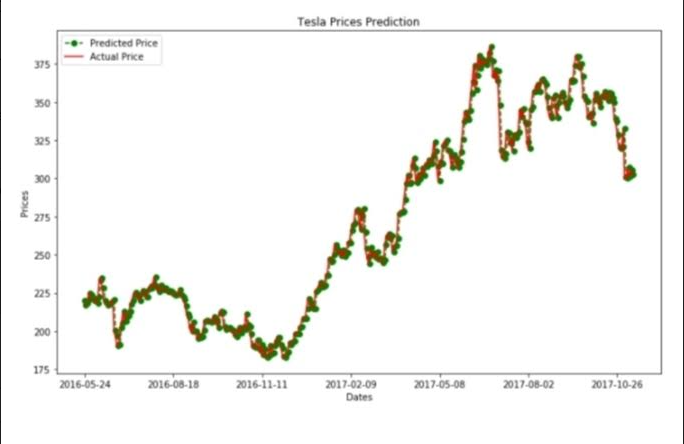 Tesla Prices Prediction
Predicted Price
Actual Price
375
350
325
300
275
250
225
200
175
Prices
2016-05-24 2016-08-18 2016-11-11 2017-02-09 2017-05-08 2017-08-02 2017-10-26
Dates